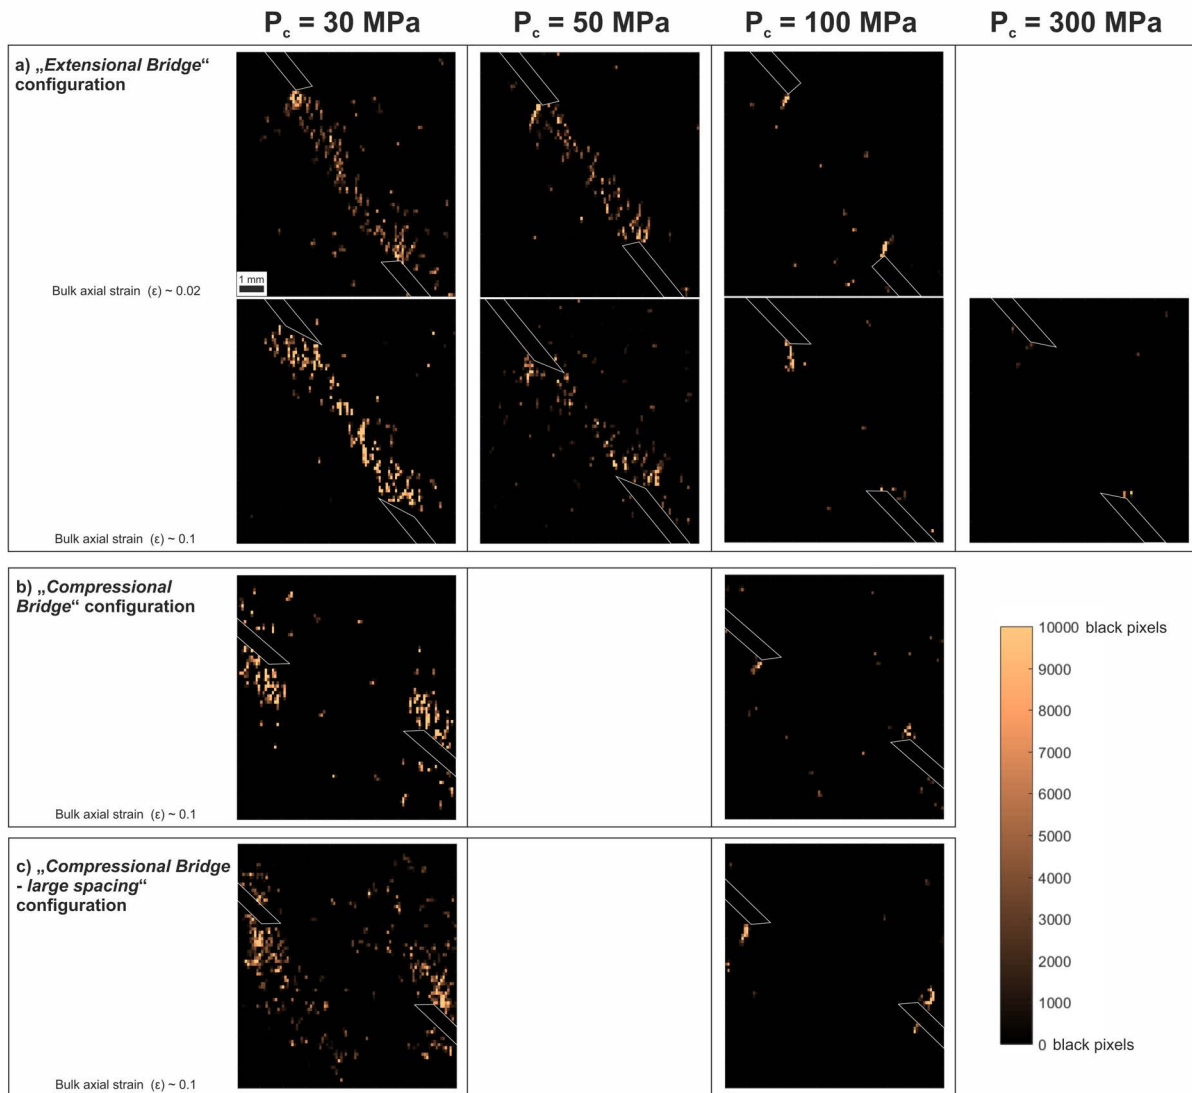 P_c = 30 MPa
P_c = 50 MPa
P_c = 100 MPa
P_c = 300 MPa
a) „Extensional Bridge“
configuration
1 mm
Bulk axial strain (ε) ~ 0.02
Bulk axial strain (ε) ~ 0.1
b) „Compressional
Bridge“ configuration
Bulk axial strain (ε) ~ 0.1
c) „Compressional Bridge
- large spacing“
configuration
Bulk axial strain (ε) ~ 0.1
10000 black pixels
9000
8000
7000
6000
5000
4000
3000
2000
1000
0 black pixels